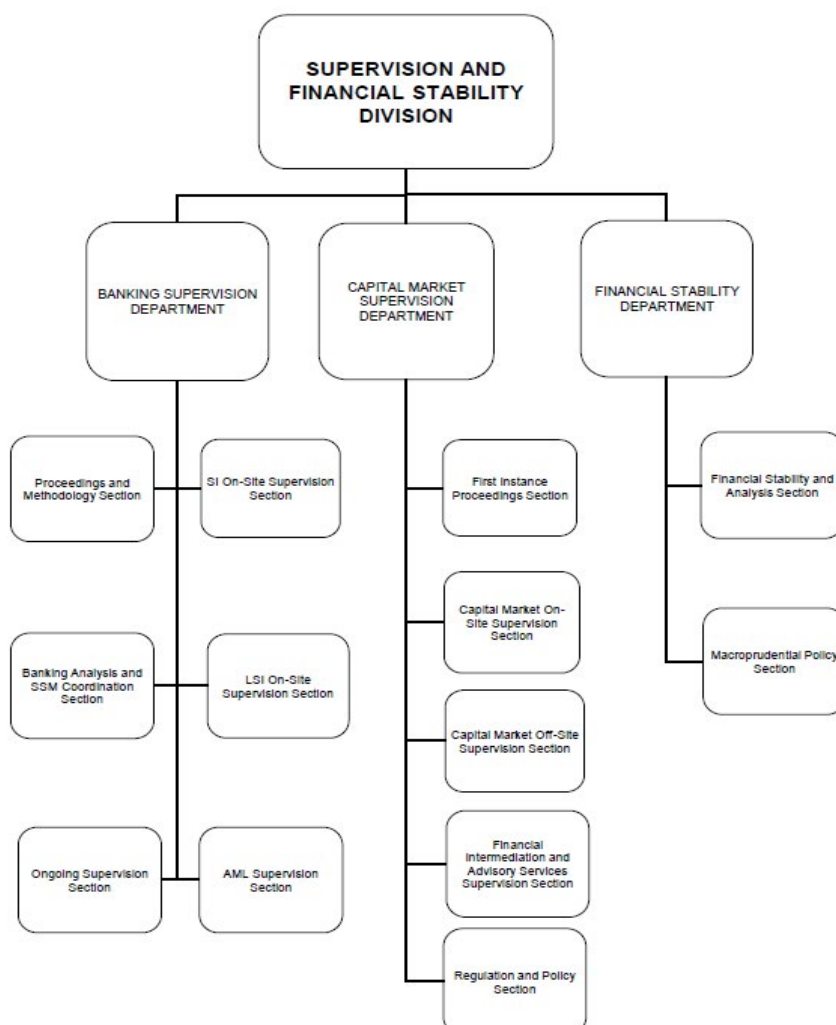 SUPERVISION AND
FINANCIAL STABILITY
DIVISION
BANKING SUPERVISION
DEPARTMENT
CAPITAL MARKET
SUPERVISION
DEPARTMENT
FINANCIAL STABILITY
DEPARTMENT
Proceedings and
Methodology Section
SI On-Site Supervision
Section
Banking Analysis and
SSM Coordination
Section
LSI On-Site
Supervision Section
Ongoing Supervision
Section
AML Supervision
Section
First Instance
Proceedings Section
Capital Market On-
Site Supervision
Section
Capital Market Off-Site
Supervision Section
Financial
Intermediation and
Advisory Services
Supervision Section
Regulation and Policy
Section
Financial Stability and
Analysis Section
Macroprudential Policy
Section